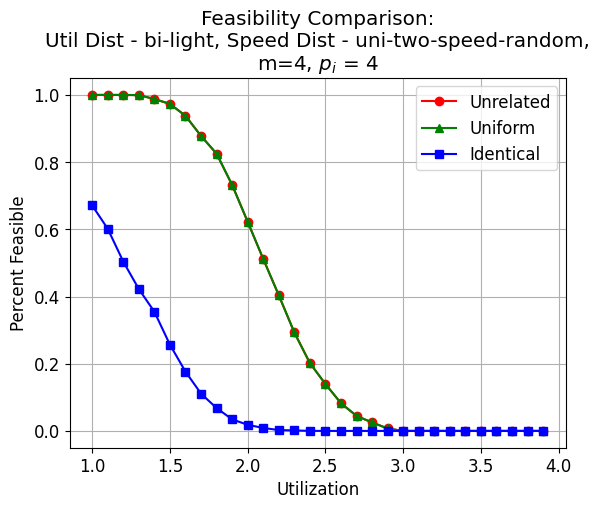 Feasibility Comparison:
Util Dist - bi-light, Speed Dist - uni-two-speed-random,
m=4, $p_i$ = 4
Unrelated
Uniform
Identical
Percent Feasible
1.0
0.8
0.6
0.4
0.2
0.0
1.0 1.5 2.0 2.5 3.0 3.5 4.0
Utilization